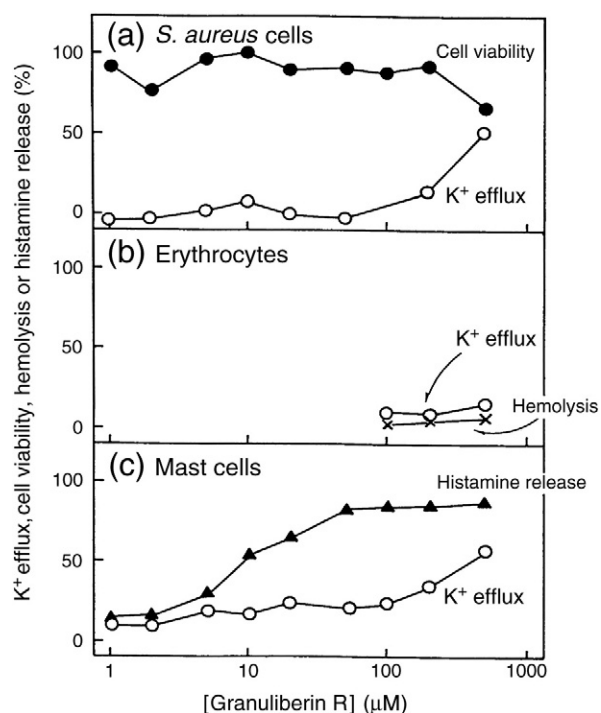 K⁺ efflux, cell viability, hemolysis or histamine release (%)
(a) S. aureus cells
Cell viability
100
50
0
K⁺ efflux
(b) Erythrocytes
100
50
0
K⁺ efflux
Hemolysis
(c) Mast cells
Histamine release
100
50
0
K⁺ efflux
1 10 100 1000
[Granuliberin R] (μM)